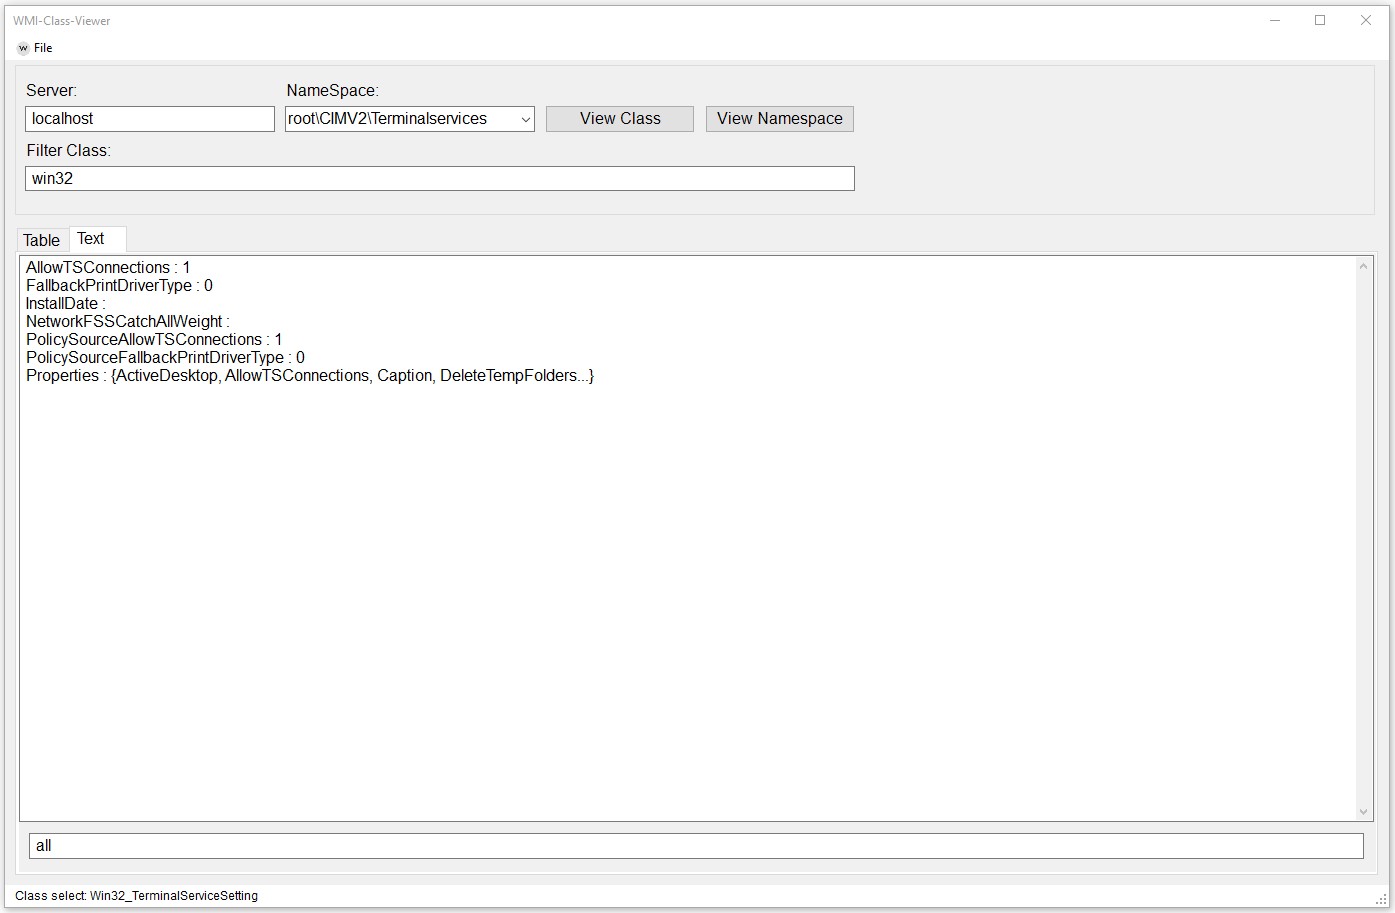 WMI-Class-Viewer
W File
Server: NameSpace:
localhost root\CIMV2\Terminalservices View Class View Namespace
Filter Class:
win32
Table Text
AllowTSConnections : 1
FallbackPrintDriverType : 0
InstallDate :
NetworkFSSCatchAllWeight :
PolicySourceAllowTSConnections : 1
PolicySourceFallbackPrintDriverType : 0
Properties : {ActiveDesktop, AllowTSConnections, Caption, DeleteTempFolders...}
all
Class select: Win32_TerminalServiceSetting